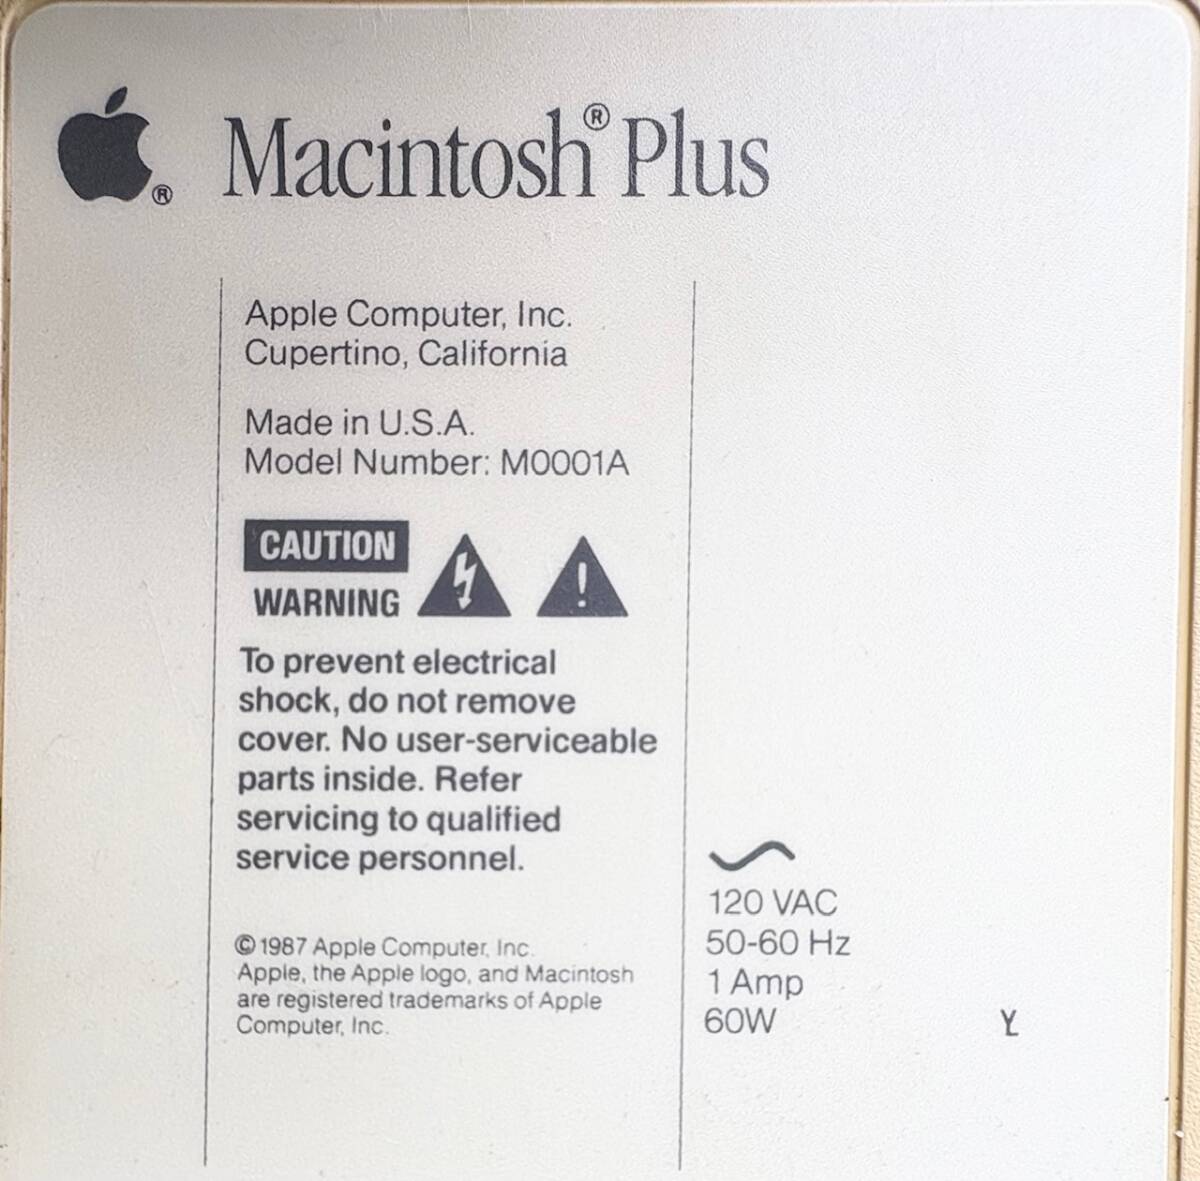 Macintosh® Plus
®
Apple Computer, Inc.
Cupertino, California
Made in U.S.A.
Model Number: M0001A
CAUTION
WARNING
To prevent electrical
shock, do not remove
cover. No user-serviceable
parts inside. Refer
servicing to qualified
service personnel.
©1987 Apple Computer, Inc.
Apple, the Apple logo, and Macintosh
are registered trademarks of Apple
Computer, Inc.
120 VAC
50-60 Hz
1 Amp
60W